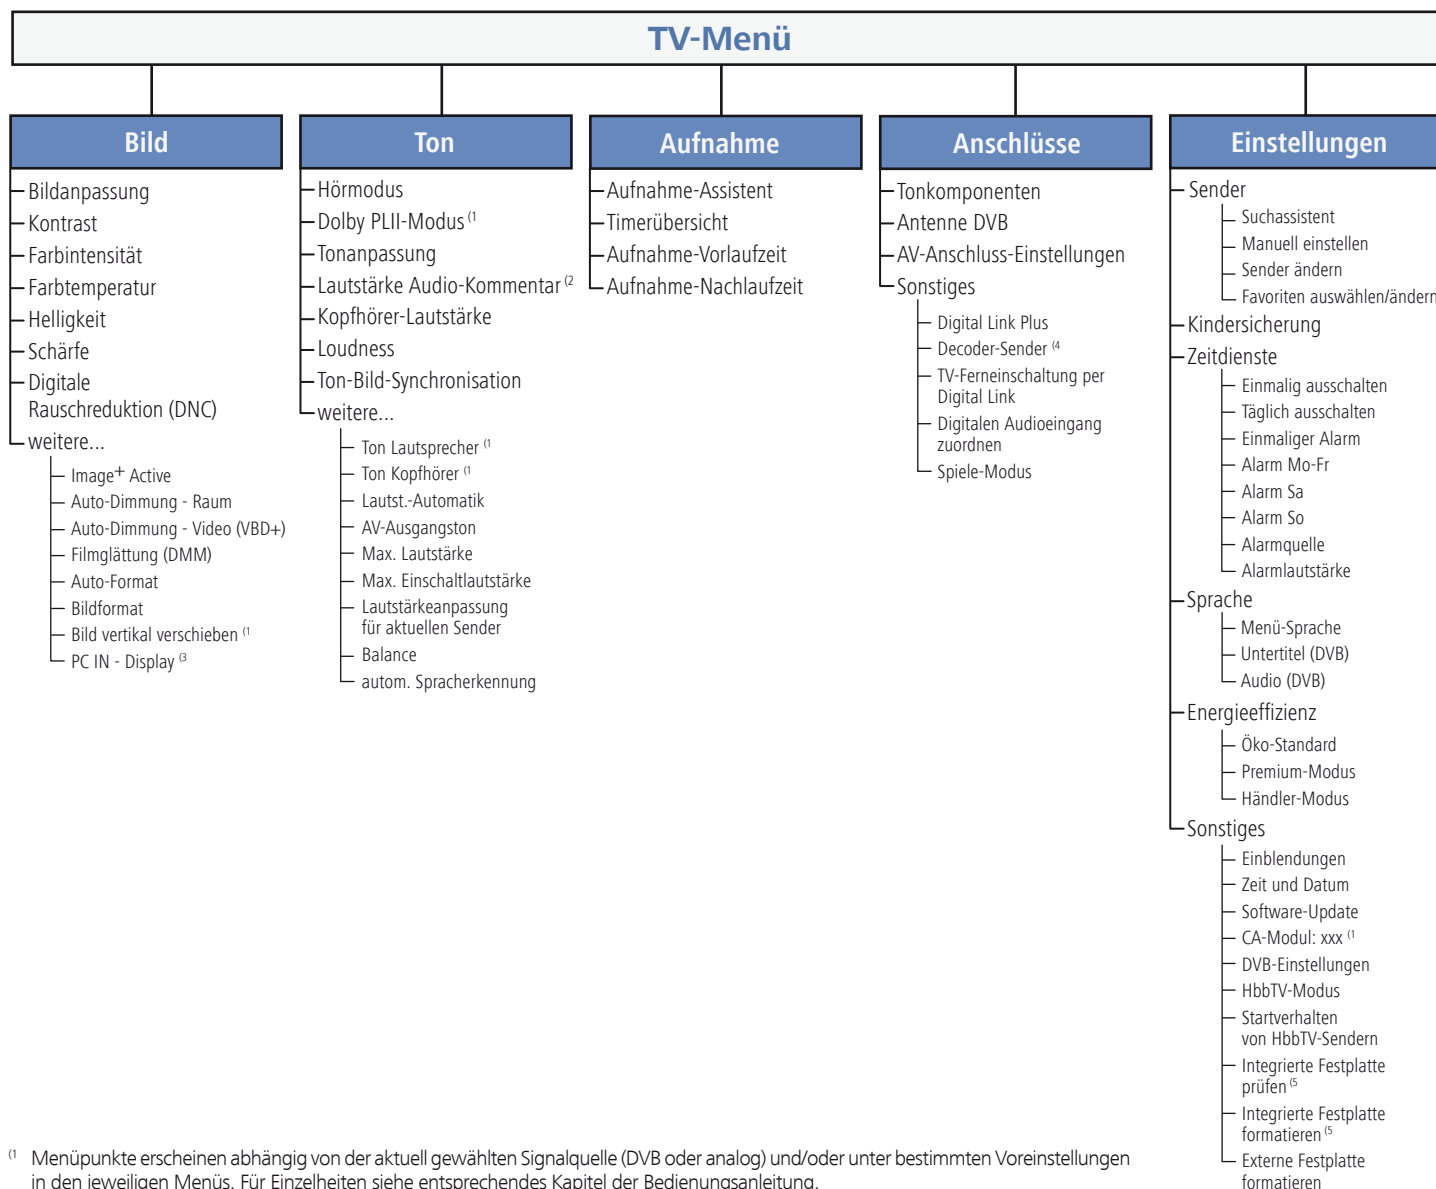 TV-Menü
Bild
Bildanpassung
Kontrast
Farbintensität
Farbtemperatur
Helligkeit
Schärfe
Digitale
Rauschreduktion (DNC)
weitere...
Image+ Active
Auto-Dimmung - Raum
Auto-Dimmung - Video (VBD+)
Filmglättung (DMM)
Auto-Format
Bildformat
Bild vertikal verschieben (1
PC IN - Display (3
Ton
Hörmodus
Dolby PLII-Modus (1
Tonanpassung
Lautstärke Audio-Kommentar (2
Kopfhörer-Lautstärke
Loudness
Ton-Bild-Synchronisation
weitere...
Ton Lautsprecher (1
Ton Kopfhörer (1
Lautst.-Automatik
AV-Ausgangston
Max. Lautstärke
Max. Einschaltlautstärke
Lautstärkeanpassung
für aktuellen Sender
Balance
autom. Spracherkennung
Aufnahme
Aufnahme-Assistent
Timerübersicht
Aufnahme-Vorlaufzeit
Aufnahme-Nachlaufzeit
Anschlüsse
Tonkomponenten
Antenne DVB
AV-Anschluss-Einstellungen
Sonstiges
Digital Link Plus
Decoder-Sender (4
TV-Ferneinschaltung per
Digital Link
Digitalen Audioeingang
zuordnen
Spiele-Modus
Einstellungen
Sender
Suchassistent
Manuell einstellen
Sender ändern
Favoriten auswählen/ändern
Kindersicherung
Zeitdienste
Einmalig ausschalten
Täglich ausschalten
Einmaliger Alarm
Alarm Mo-Fr
Alarm Sa
Alarm So
Alarmquelle
Alarmlautstärke
Sprache
Menü-Sprache
Untertitel (DVB)
Audio (DVB)
Energieeffizienz
Öko-Standard
Premium-Modus
Händler-Modus
Sonstiges
Einblendungen
Zeit und Datum
Software-Update
CA-Modul: xxx (1
DVB-Einstellungen
HbbTV-Modus
Startverhalten
von HbbTV-Sendern
Integrierte Festplatte
prüfen (5
Integrierte Festplatte
formatieren (5
Externe Festplatte
formatieren
(1 Menüpunkte erscheinen abhängig von der aktuell gewählten Signalquelle (DVB oder analog) und/oder unter bestimmten Voreinstellungen
in den jeweiligen Menüs. Für Einzelheiten siehe entsprechendes Kapitel der Bedienungsanleitung.